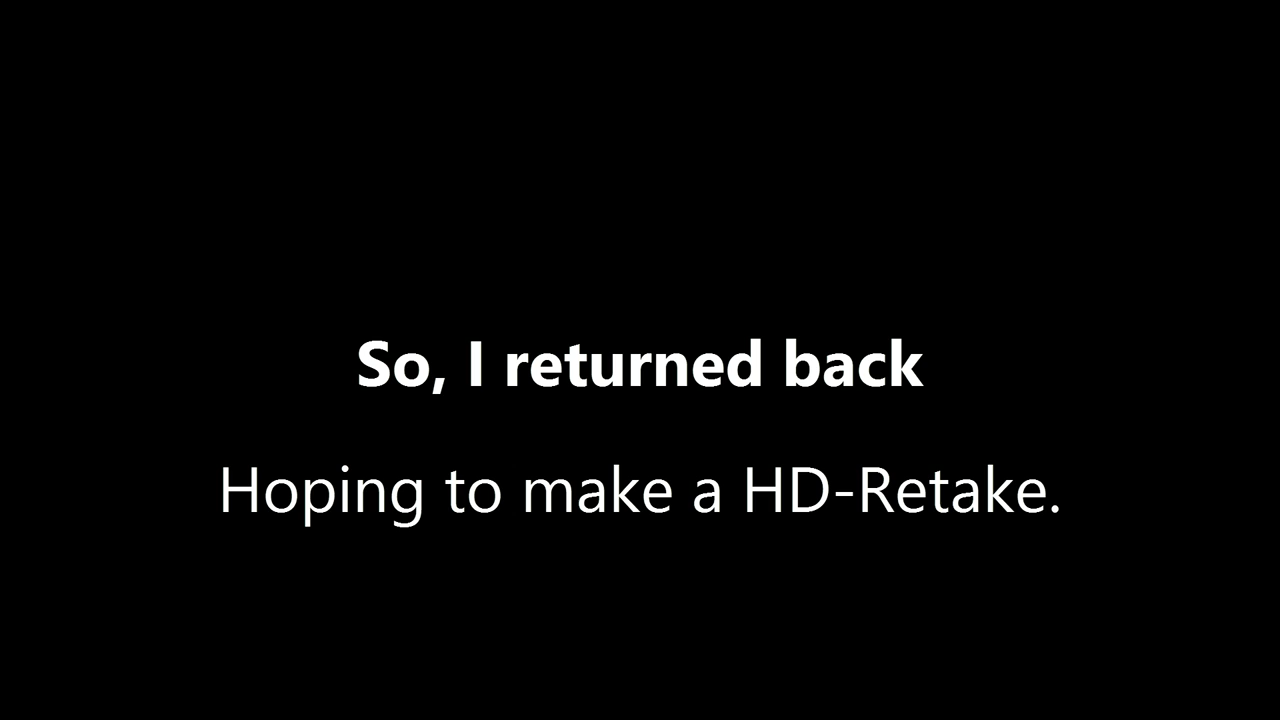 So, I returned back
Hoping to make a HD-Retake.